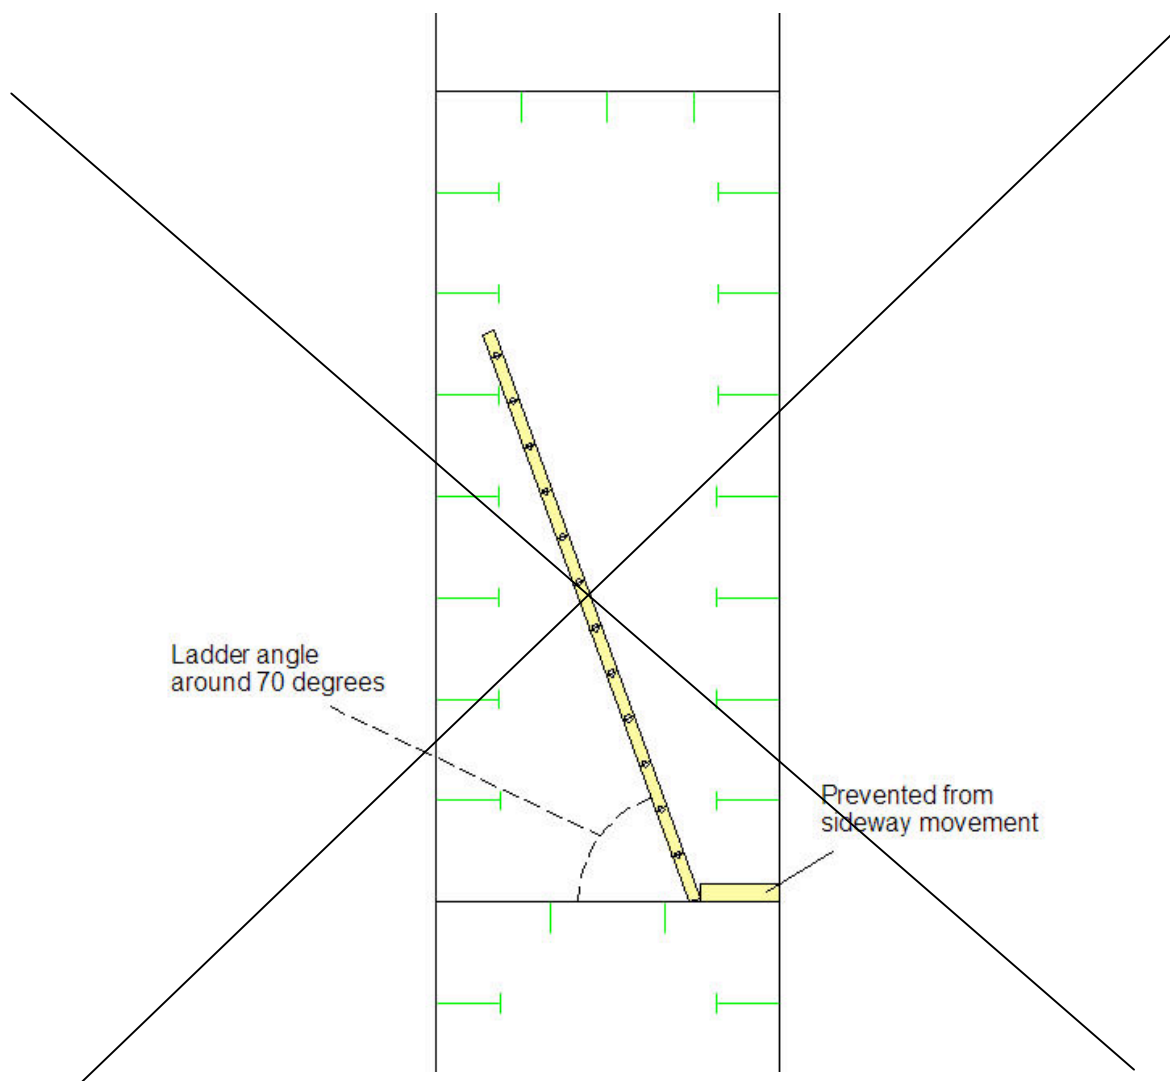 Ladder angle
around 70 degrees
Prevented from
sideway movement